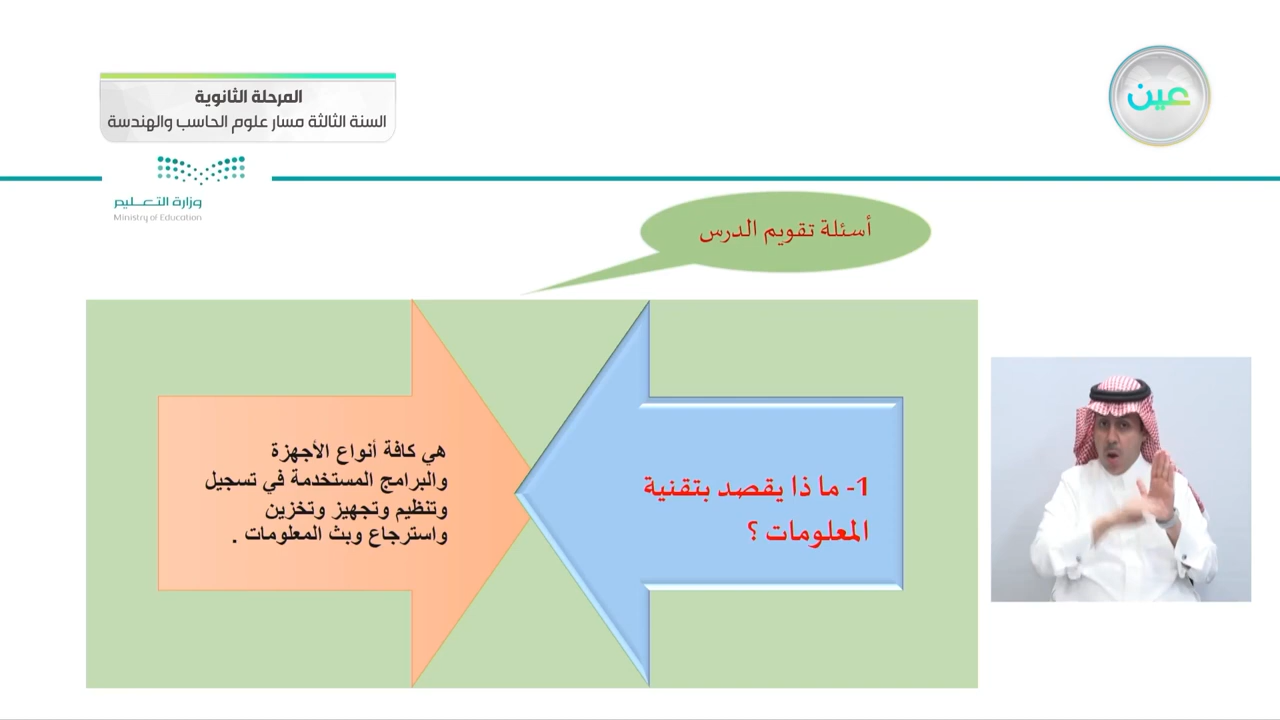 المرحلة الثانوية
السنة الثالثة مسار علوم الحاسب والهندسة
عين
وزارة التعـلـيم
Ministry of Education
أسئلة تقويم الدرس
1- ما ذا يقصد بتقنية
المعلومات ؟
هي كافة أنواع الأجهزة
والبرامج المستخدمة في تسجيل
وتنظيم وتجهيز وتخزين
واسترجاع وبث المعلومات .